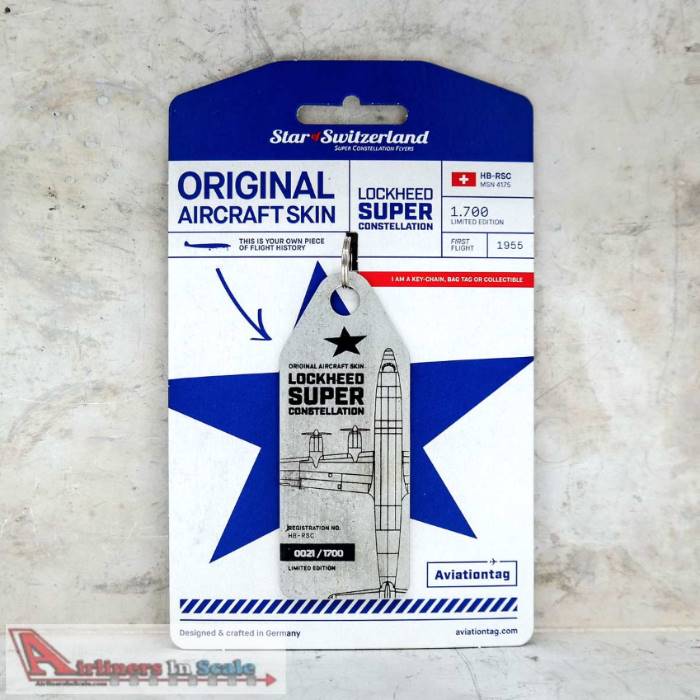 Star of Switzerland
SUPER CONSTELLATION FLYERS
ORIGINAL
AIRCRAFT SKIN
THIS IS YOUR OWN PIECE
OF FLIGHT HISTORY
LOCKHEED
SUPER
CONSTELLATION
HB-RSC
MSN 4175
1.700
LIMITED EDITION
FIRST
FLIGHT
1955
I AM A KEY-CHAIN, BAG TAG OR COLLECTIBLE
ORIGINAL AIRCRAFT SKIN
LOCKHEED
SUPER
CONSTELLATION
REGISTRATION NO.
HB-RSC
0021 / 1700
LIMITED EDITION
Aviationtag
Designed & crafted in Germany
aviationtag.com
Airliners In Scale
AirlinersInScale.com